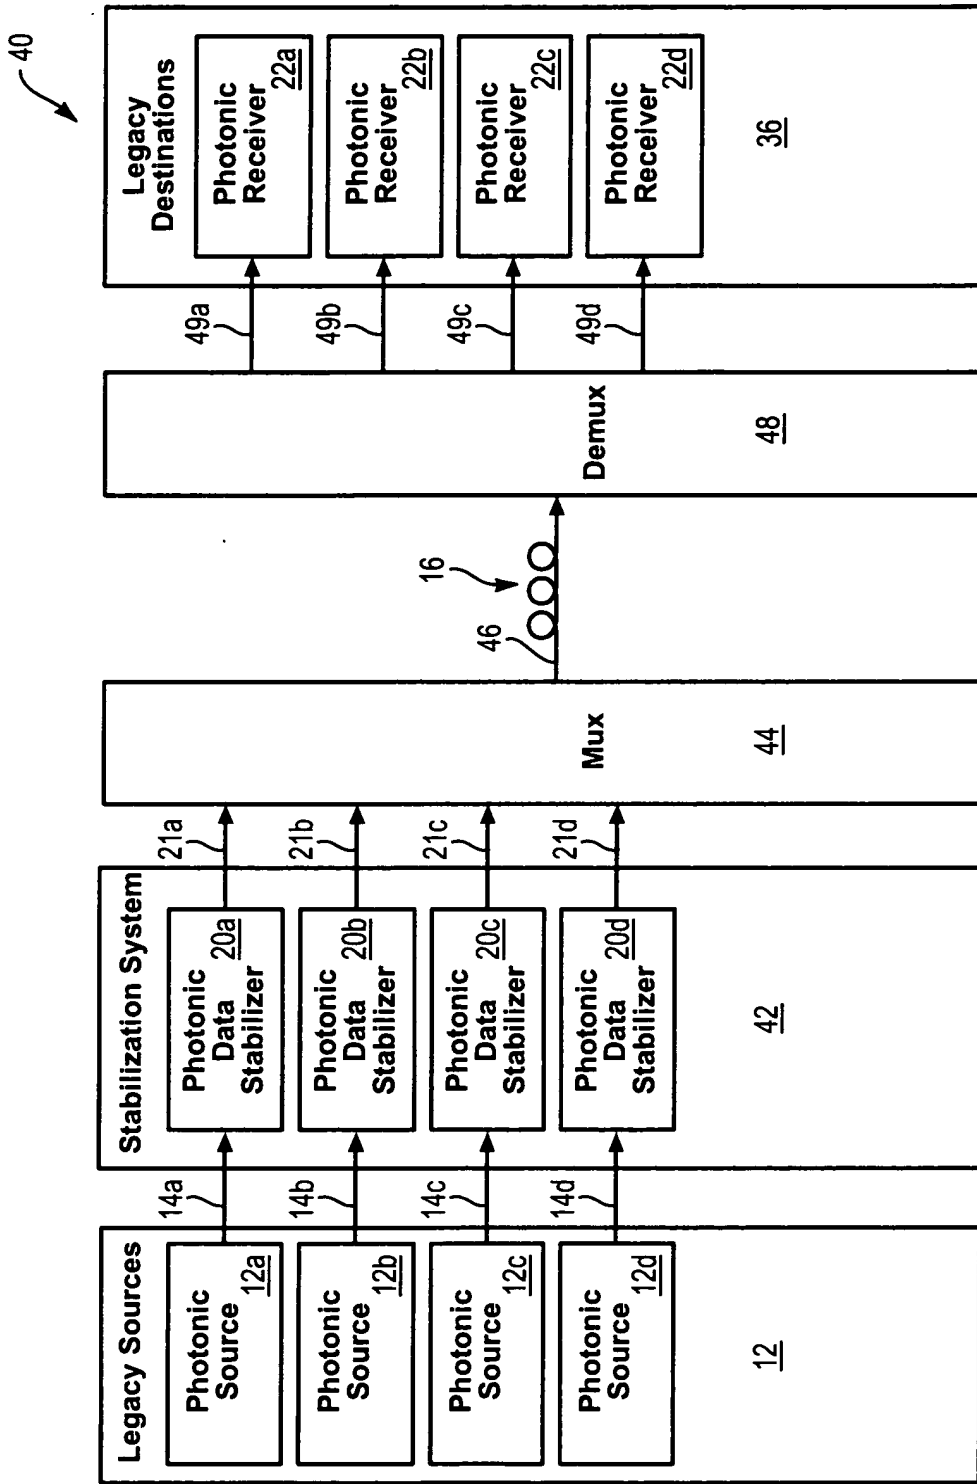 40
Legacy Sources
Photonic
Source
12a
Photonic
Source
12b
Photonic
Source
12c
Photonic
Source
12d
12
14a
14b
14c
14d
Stabilization System
Photonic
Data
Stabilizer
20a
Photonic
Data
Stabilizer
20b
Photonic
Data
Stabilizer
20c
Photonic
Data
Stabilizer
20d
42
21a
21b
21c
21d
Mux
44
46
16
Demux
48
49a
49b
49c
49d
Legacy
Destinations
Photonic
Receiver
22a
Photonic
Receiver
22b
Photonic
Receiver
22c
Photonic
Receiver
22d
36